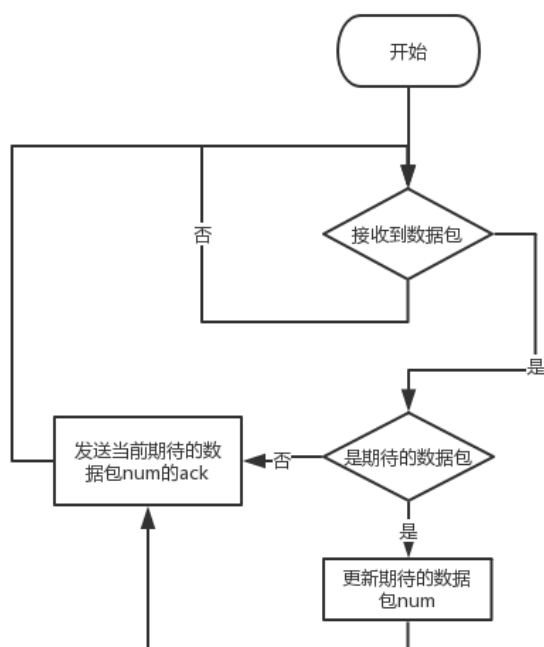 开始
接收到数据包
否
是
是期待的数据包
否
发送当前期待的数
据包num的ack
是
更新期待的数据
包num